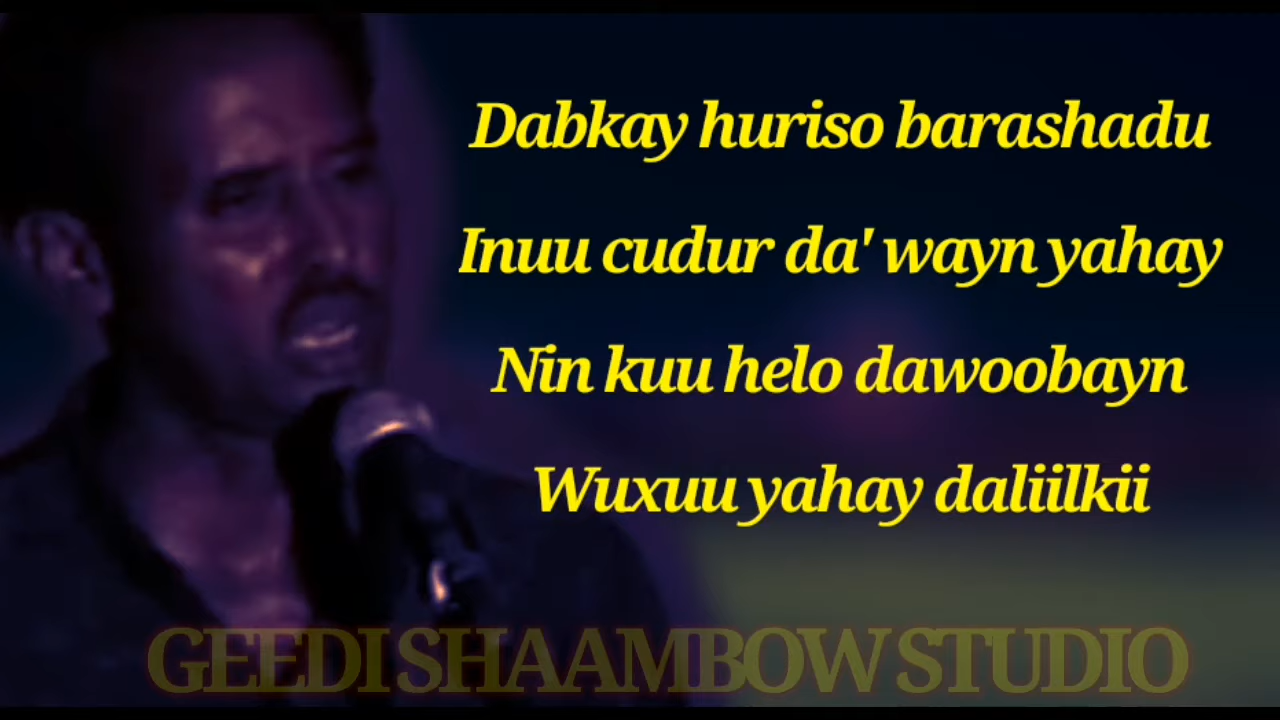 Dabkay huriso barashadu
Inuu cudur da' wayn yahay
Nin kuu helo dawoobayn
Wuxuu yahay daliilkii
GEEDI SHAAMBOW STUDIO